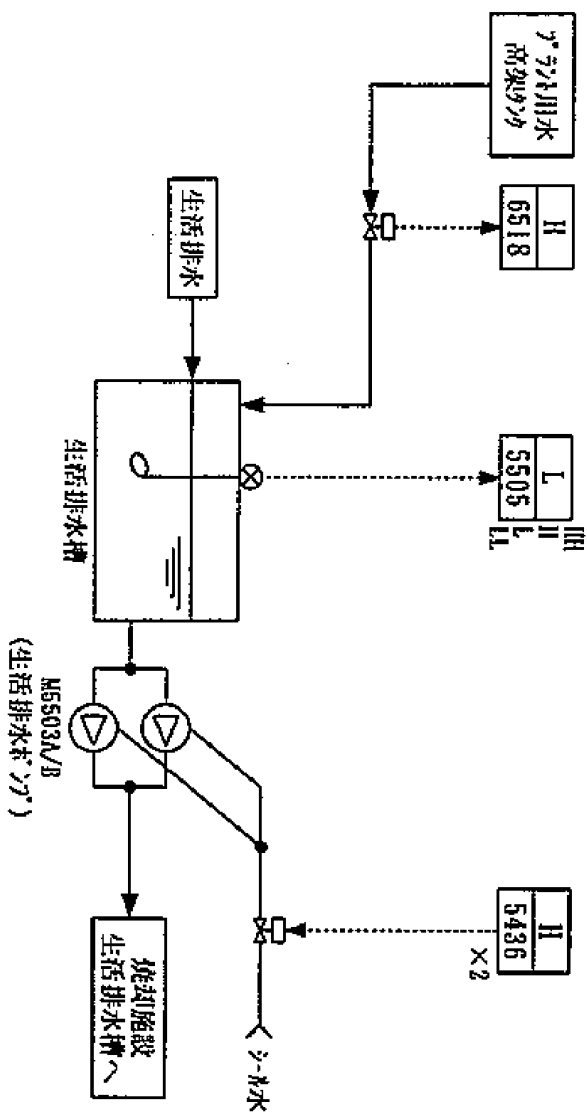 プラント用水
高架タンク
H
6518
生活排水
L
5505
HH
H
L
LL
生活排水槽
M5503A/B
(生活排水ポンプ)
H
5436
×2
シール水
焼却施設
生活排水槽へ